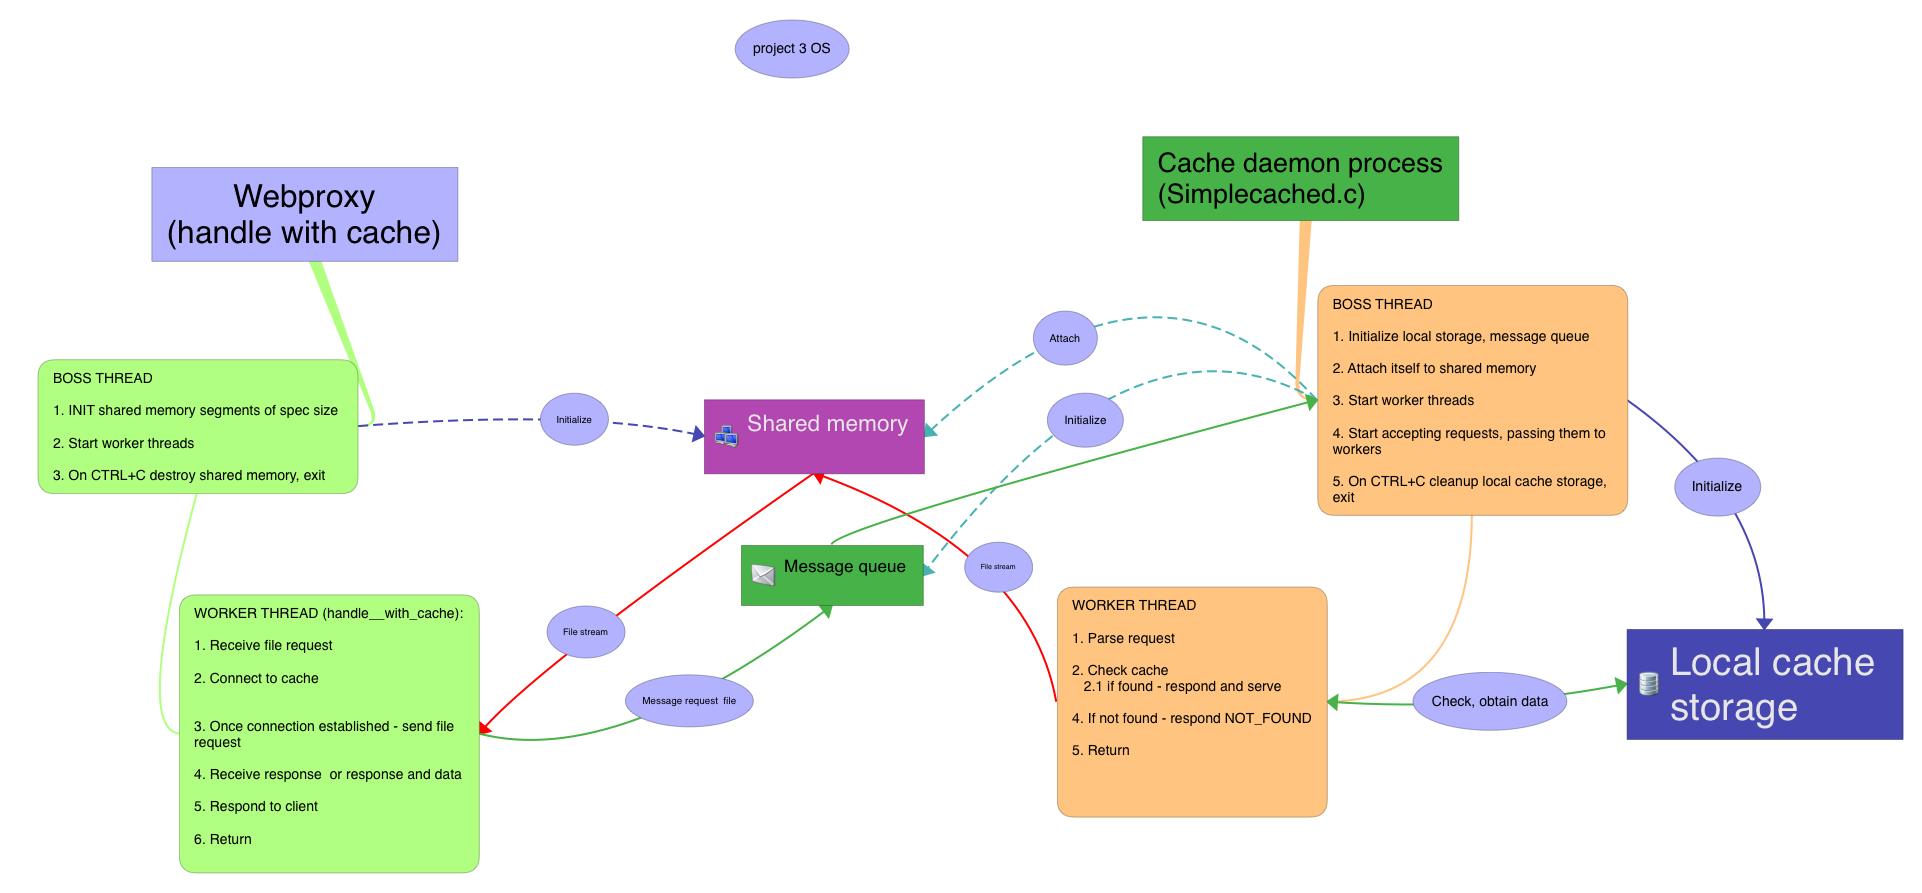 project 3 OS
Webproxy
(handle with cache)
Cache daemon process
(Simplecached.c)
BOSS THREAD
1. INIT shared memory segments of spec size
2. Start worker threads
3. On CTRL+C destroy shared memory, exit
Initialize
Shared memory
Attach
Initialize
BOSS THREAD
1. Initialize local storage, message queue
2. Attach itself to shared memory
3. Start worker threads
4. Start accepting requests, passing them to
workers
5. On CTRL+C cleanup local cache storage,
exit
Initialize
Message queue
File stream
File stream
Message request  file
WORKER THREAD (handle__with_cache):
1. Receive file request
2. Connect to cache
3. Once connection established - send file
request
4. Receive response  or response and data
5. Respond to client
6. Return
WORKER THREAD
1. Parse request
2. Check cache
2.1 if found - respond and serve
4. If not found - respond NOT_FOUND
5. Return
Check, obtain data
Local cache
storage